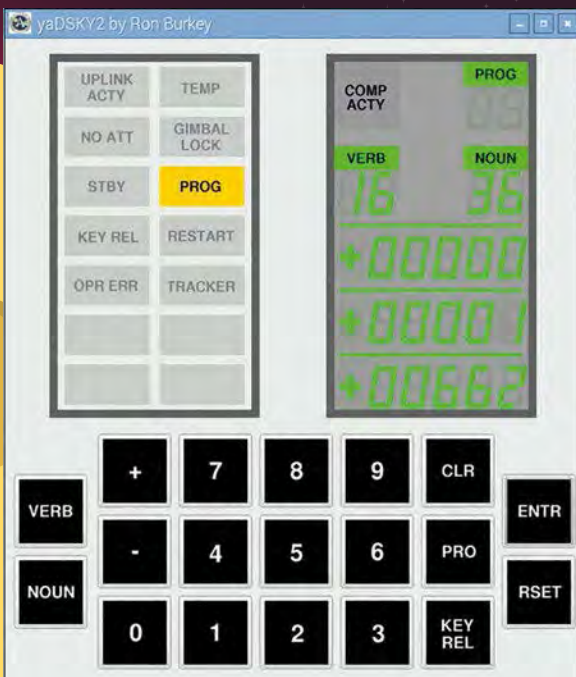 yaDSKY2 by Ron Burkey
UPLINK
ACTY
TEMP
NO ATT
GIMBAL
LOCK
STBY
PROG
KEY REL
RESTART
OPR ERR
TRACKER
COMP
ACTY
PROG
VERB
NOUN
16
36
+00000
+00001
+00662
+
7
8
9
CLR
VERB
ENTR
-
4
5
6
PRO
NOUN
RSET
0
1
2
3
KEY
REL